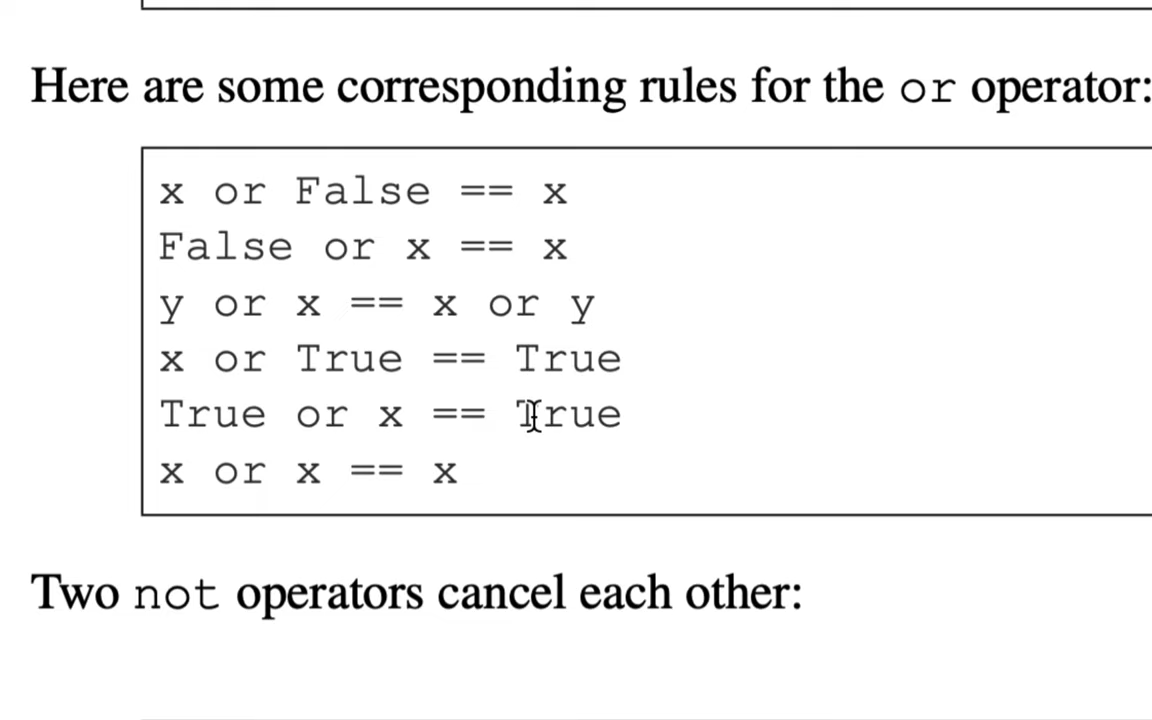 Here are some corresponding rules for the or operator:
x or False == x
False or x == x
y or x == x or y
x or True == True
True or x == True
x or x == x
Two not operators cancel each other: